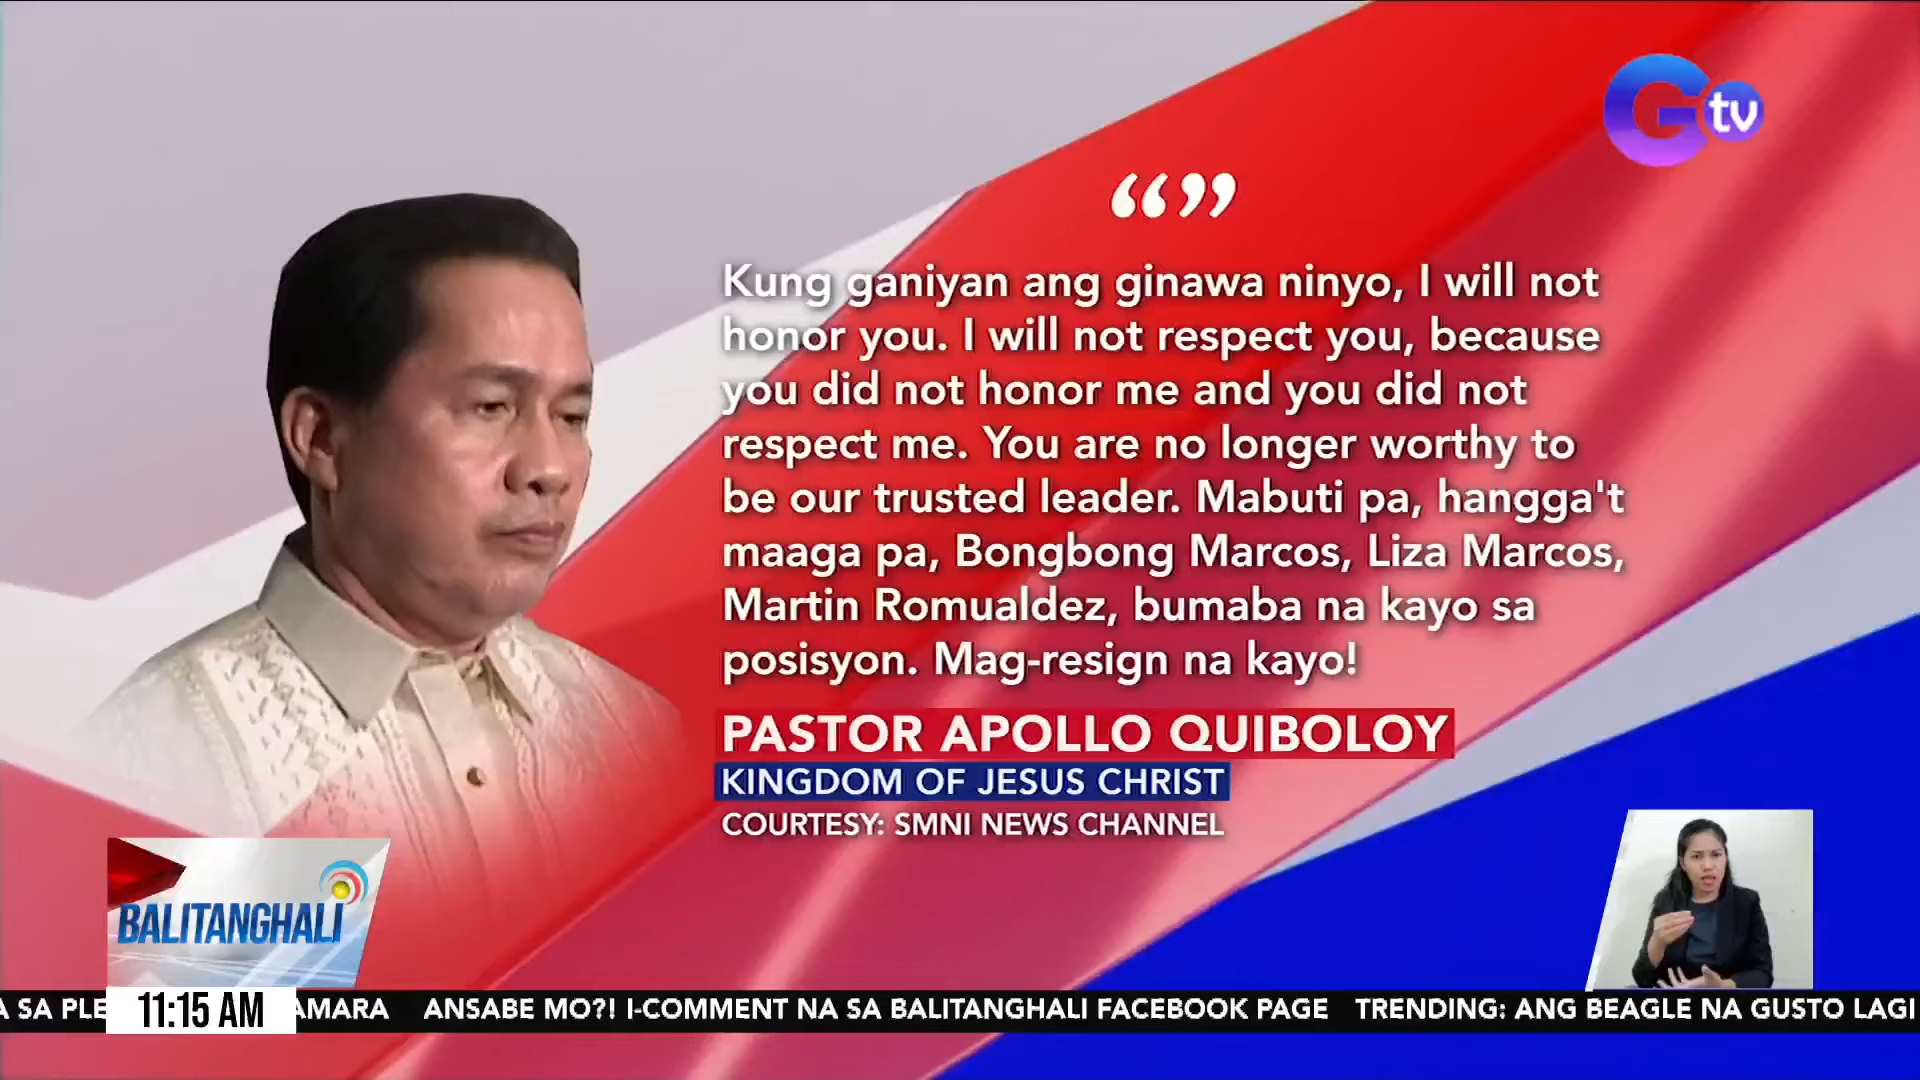 Gtv
“”
Kung ganiyan ang ginawa ninyo, I will not
honor you. I will not respect you, because
you did not honor me and you did not
respect me. You are no longer worthy to
be our trusted leader. Mabuti pa, hangga't
maaga pa, Bongbong Marcos, Liza Marcos,
Martin Romualdez, bumaba na kayo sa
posisyon. Mag-resign na kayo!
PASTOR APOLLO QUIBOLOY
KINGDOM OF JESUS CHRIST
COURTESY: SMNI NEWS CHANNEL
BALITANGHALI
11:15 AM
A SA PLE AMARA ANSABE MO?! I-COMMENT NA SA BALITANGHALI FACEBOOK PAGE TRENDING: ANG BEAGLE NA GUSTO LAGI